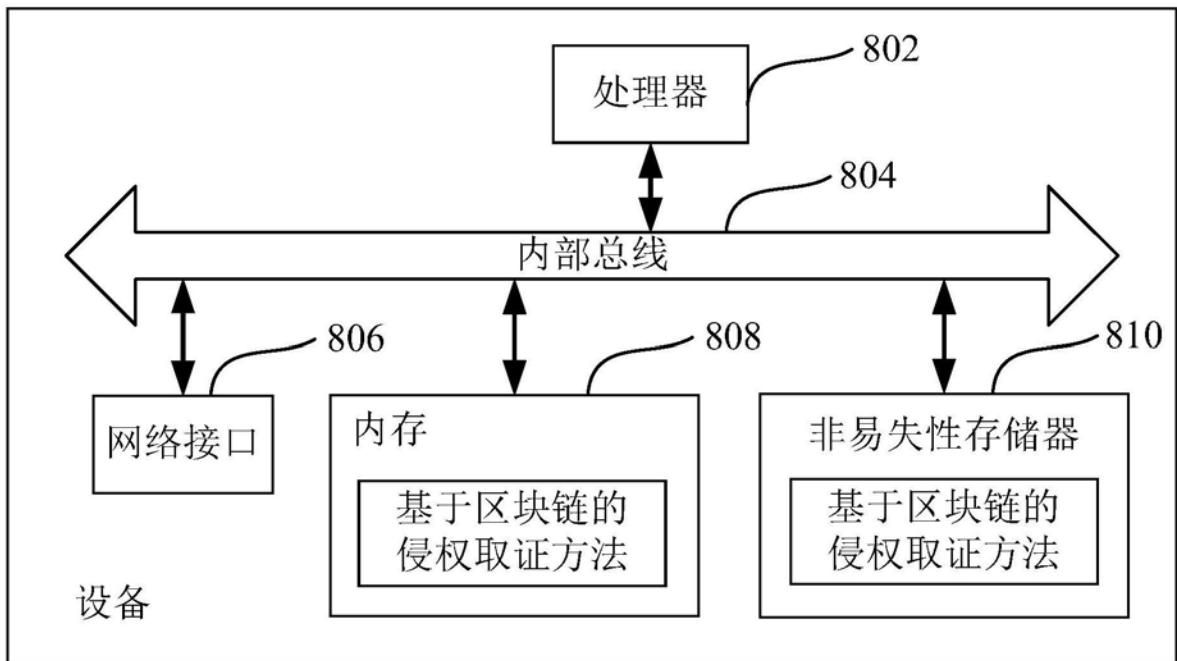 802
处理器
804
内部总线
806
808
810
网络接口
内存
非易失性存储器
基于区块链的
侵权取证方法
基于区块链的
侵权取证方法
设备